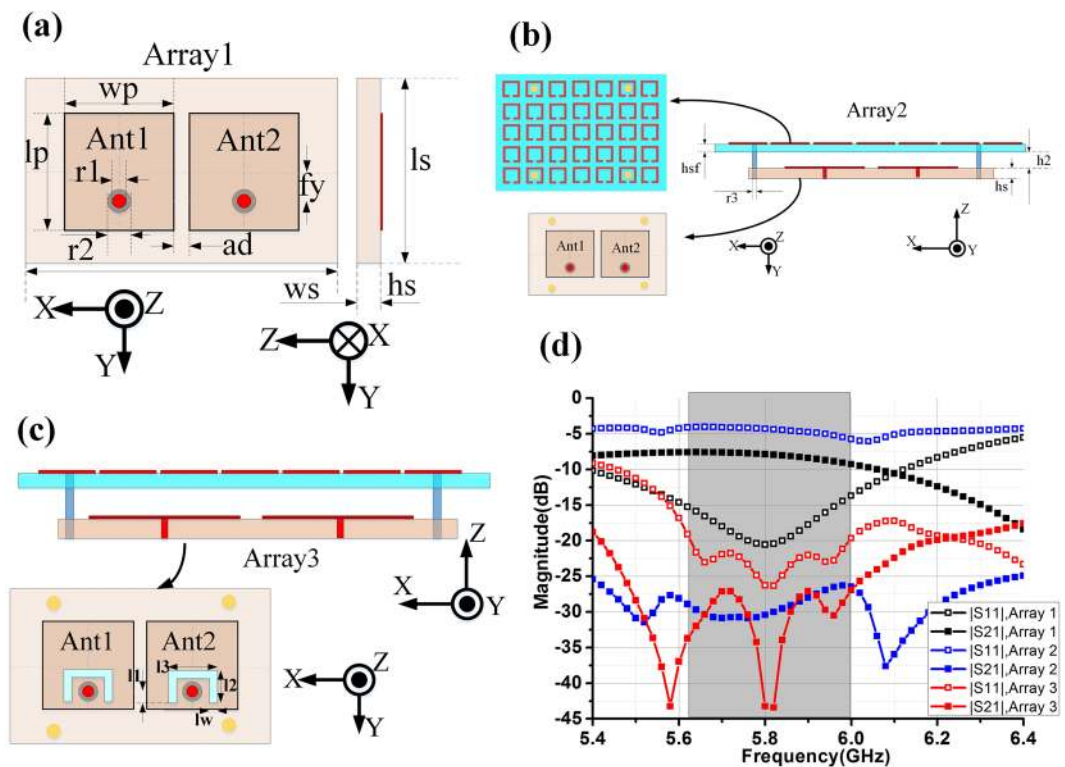 (a)
Array1
wp
Ant1
Ant2
lp
r1
fy
ls
r2
ad
ws
hs
X
Z
Y
Z
X
Y
(b)
Array2
hsf
h2
hs
r3
Ant1
Ant2
X
Z
Y
Z
X
Y
(c)
Array3
Z
X
Y
Ant1
Ant2
l1
l3
l2
lw
X
Z
Y
(d)
0
-5
-10
-15
-20
-25
-30
-35
-40
-45
Magnitude(dB)
|S11|,Array 1
|S21|,Array 1
|S11|,Array 2
|S21|,Array 2
|S11|,Array 3
|S21|,Array 3
5.4 5.6 5.8 6.0 6.2 6.4
Frequency(GHz)